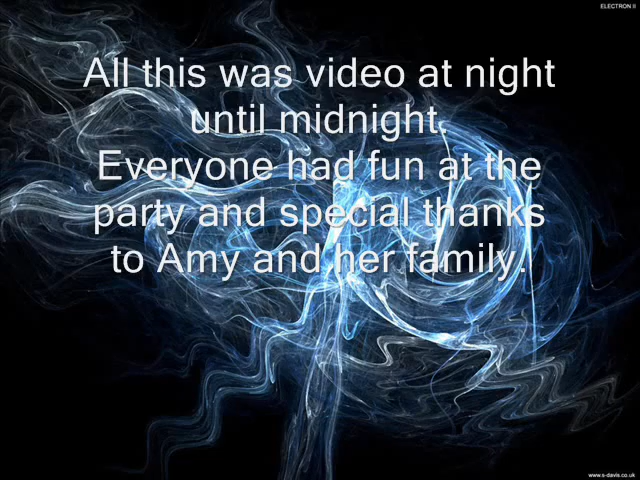 ELECTRON II
All this was video at night
until midnight.
Everyone had fun at the
party and special thanks
to Amy and her family.
www.s-davis.co.uk